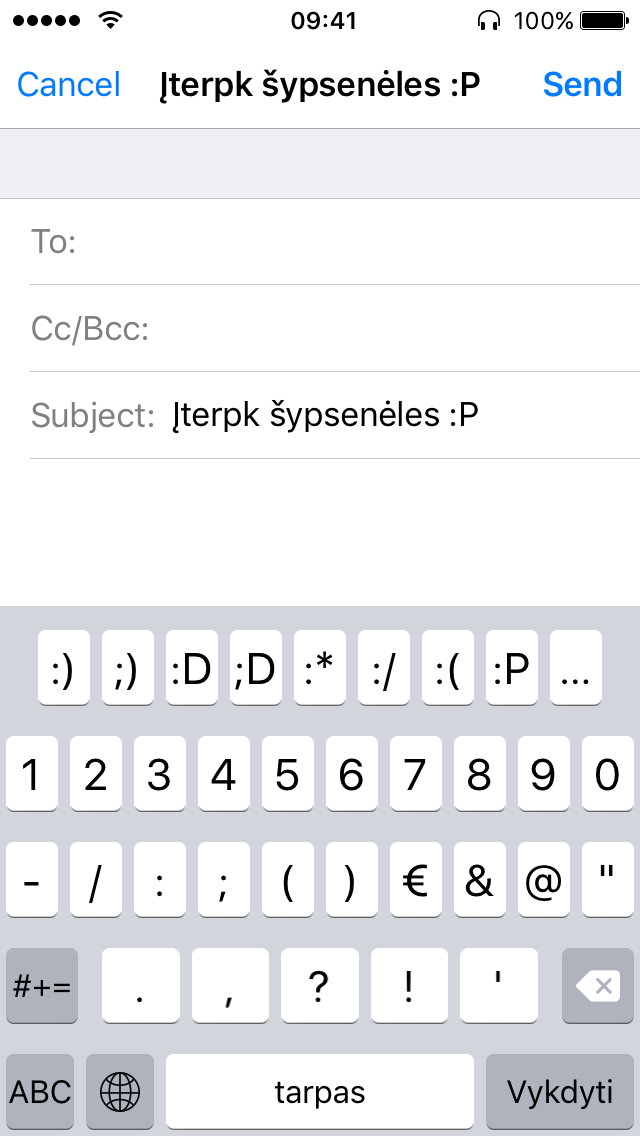 09:41 100%
Cancel Įterpk šypsenėles :P Send
To:
Cc/Bcc:
Subject: Įterpk šypsenėles :P
:) ;) :D ;D :* :/ :( :P ...
1 2 3 4 5 6 7 8 9 0
- / : ; ( ) € & @ "
#+= . , ? ! '
ABC tarpas Vykdyti